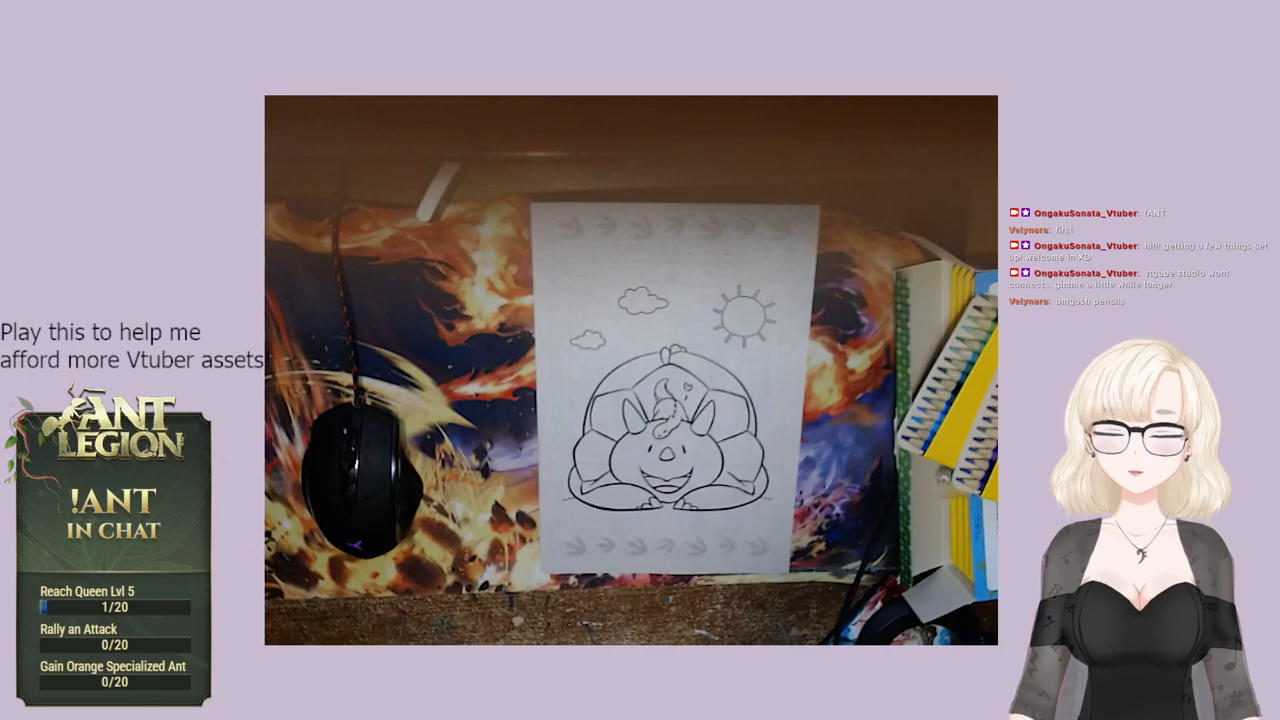 Play this to help me
afford more Vtuber assets
ANT
LEGION
!ANT
IN CHAT
Reach Queen Lvl 5
1/20
Rally an Attack
0/20
Gain Orange Specialized Ant
0/20
OngakuSonata_Vtuber: !ANT
Velynara: first
OngakuSonata_Vtuber: hi!!! getting a few things set
up! welcome in XD
OngakuSonata_Vtuber: vtgube studio wont
connect... gimme a little while longer
Velynara: omgosh pencils